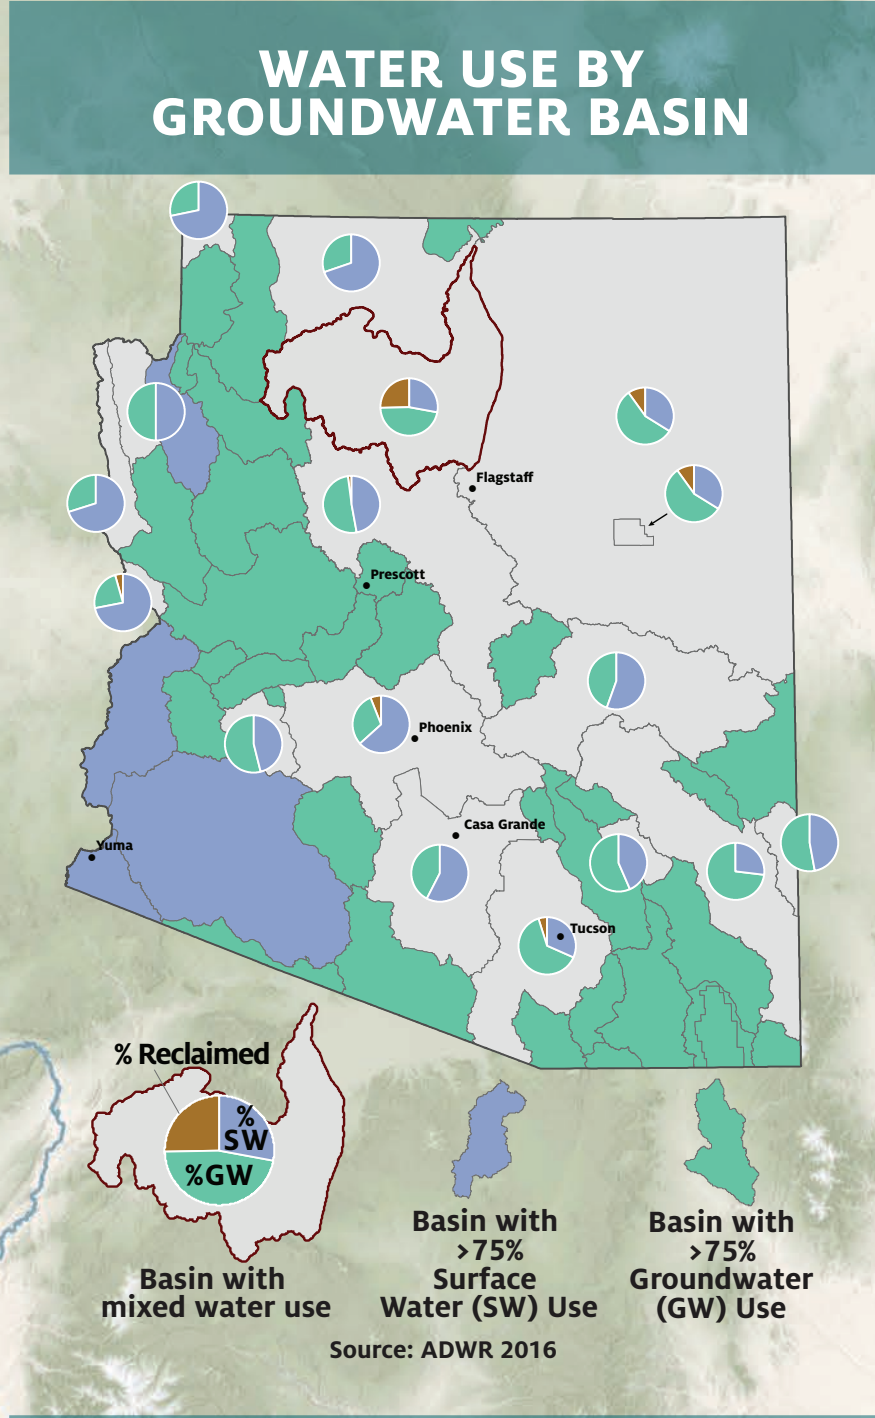 WATER USE BY
GROUNDWATER BASIN
Flagstaff
Prescott
Phoenix
Casa Grande
Yuma
Tucson
% Reclaimed
%
SW
%GW
Basin with
mixed water use
Basin with
>75%
Surface
Water (SW) Use
Basin with
>75%
Groundwater
(GW) Use
Source: ADWR 2016